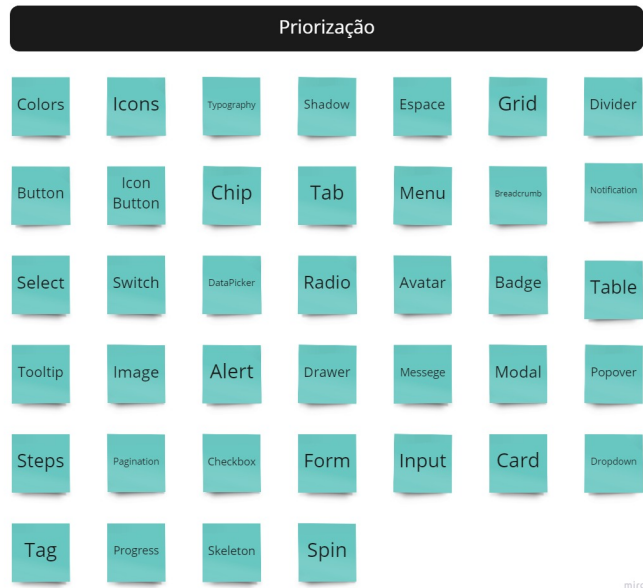 Priorização
Colors Icons Typography Shadow Espace Grid Divider
Button Icon Button Chip Tab Menu Breadcrumb Notification
Select Switch DataPicker Radio Avatar Badge Table
Tooltip Image Alert Drawer Messege Modal Popover
Steps Pagination Checkbox Form Input Card Dropdown
Tag Progress Skeleton Spin
miro